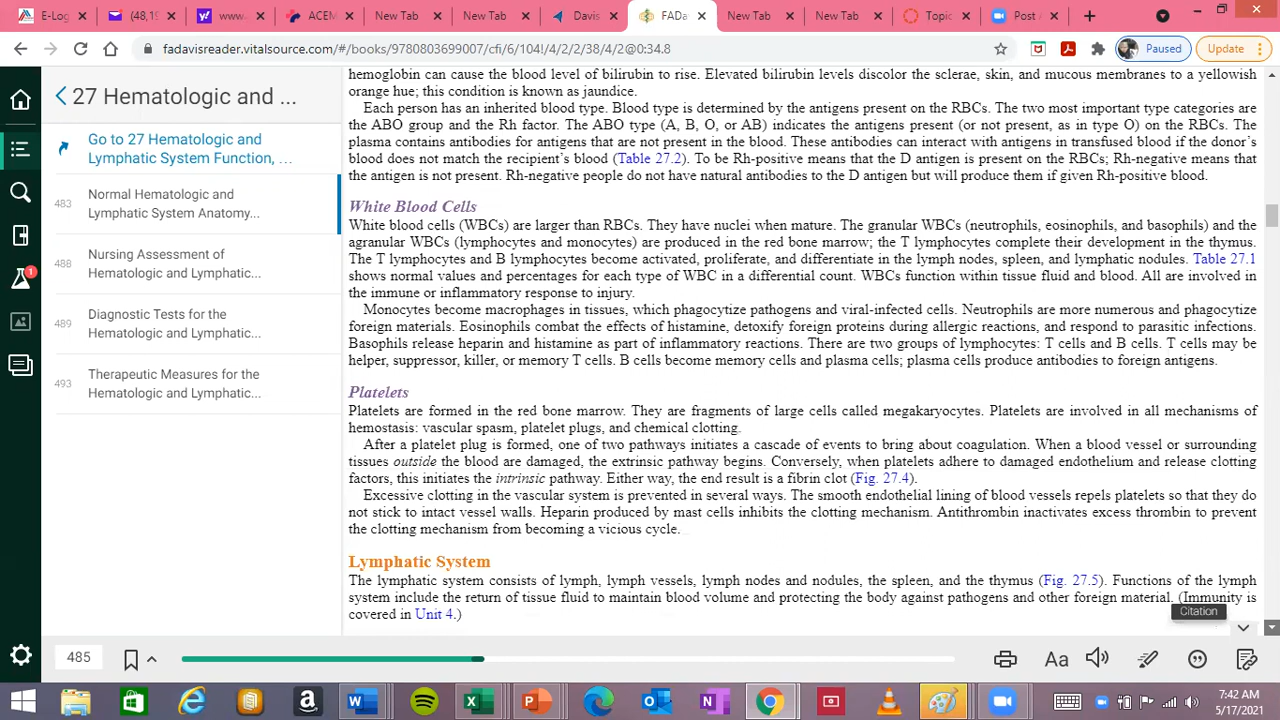 E-Log
(48,19
www.
ACEM
New Tab
New Tab
Davis
FADav
New Tab
New Tab
Topic
Post A
fadavisreader.vitalsource.com/#/books/9780803699007/cfi/6/104!/4/2/2/38/4/2@0:34.8
Paused
Update
27 Hematologic and ...
Go to 27 Hematologic and
Lymphatic System Function, ...
483
Normal Hematologic and
Lymphatic System Anatomy...
488
Nursing Assessment of
Hematologic and Lymphatic...
1
489
Diagnostic Tests for the
Hematologic and Lymphatic...
493
Therapeutic Measures for the
Hematologic and Lymphatic...
hemoglobin can cause the blood level of bilirubin to rise. Elevated bilirubin levels discolor the sclerae, skin, and mucous membranes to a yellowish
orange hue; this condition is known as jaundice.
Each person has an inherited blood type. Blood type is determined by the antigens present on the RBCs. The two most important type categories are
the ABO group and the Rh factor. The ABO type (A, B, O, or AB) indicates the antigens present (or not present, as in type O) on the RBCs. The
plasma contains antibodies for antigens that are not present in the blood. These antibodies can interact with antigens in transfused blood if the donor's
blood does not match the recipient's blood (Table 27.2). To be Rh-positive means that the D antigen is present on the RBCs; Rh-negative means that
the antigen is not present. Rh-negative people do not have natural antibodies to the D antigen but will produce them if given Rh-positive blood.
White Blood Cells
White blood cells (WBCs) are larger than RBCs. They have nuclei when mature. The granular WBCs (neutrophils, eosinophils, and basophils) and the
agranular WBCs (lymphocytes and monocytes) are produced in the red bone marrow; the T lymphocytes complete their development in the thymus.
The T lymphocytes and B lymphocytes become activated, proliferate, and differentiate in the lymph nodes, spleen, and lymphatic nodules. Table 27.1
shows normal values and percentages for each type of WBC in a differential count. WBCs function within tissue fluid and blood. All are involved in
the immune or inflammatory response to injury.
Monocytes become macrophages in tissues, which phagocytize pathogens and viral-infected cells. Neutrophils are more numerous and phagocytize
foreign materials. Eosinophils combat the effects of histamine, detoxify foreign proteins during allergic reactions, and respond to parasitic infections.
Basophils release heparin and histamine as part of inflammatory reactions. There are two groups of lymphocytes: T cells and B cells. T cells may be
helper, suppressor, killer, or memory T cells. B cells become memory cells and plasma cells; plasma cells produce antibodies to foreign antigens.
Platelets
Platelets are formed in the red bone marrow. They are fragments of large cells called megakaryocytes. Platelets are involved in all mechanisms of
hemostasis: vascular spasm, platelet plugs, and chemical clotting.
After a platelet plug is formed, one of two pathways initiates a cascade of events to bring about coagulation. When a blood vessel or surrounding
tissues outside the blood are damaged, the extrinsic pathway begins. Conversely, when platelets adhere to damaged endothelium and release clotting
factors, this initiates the intrinsic pathway. Either way, the end result is a fibrin clot (Fig. 27.4).
Excessive clotting in the vascular system is prevented in several ways. The smooth endothelial lining of blood vessels repels platelets so that they do
not stick to intact vessel walls. Heparin produced by mast cells inhibits the clotting mechanism. Antithrombin inactivates excess thrombin to prevent
the clotting mechanism from becoming a vicious cycle.
Lymphatic System
The lymphatic system consists of lymph, lymph vessels, lymph nodes and nodules, the spleen, and the thymus (Fig. 27.5). Functions of the lymph
system include the return of tissue fluid to maintain blood volume and protecting the body against pathogens and other foreign material. (Immunity is
covered in Unit 4.)
Citation
485
Aa
7:42 AM
5/17/2021